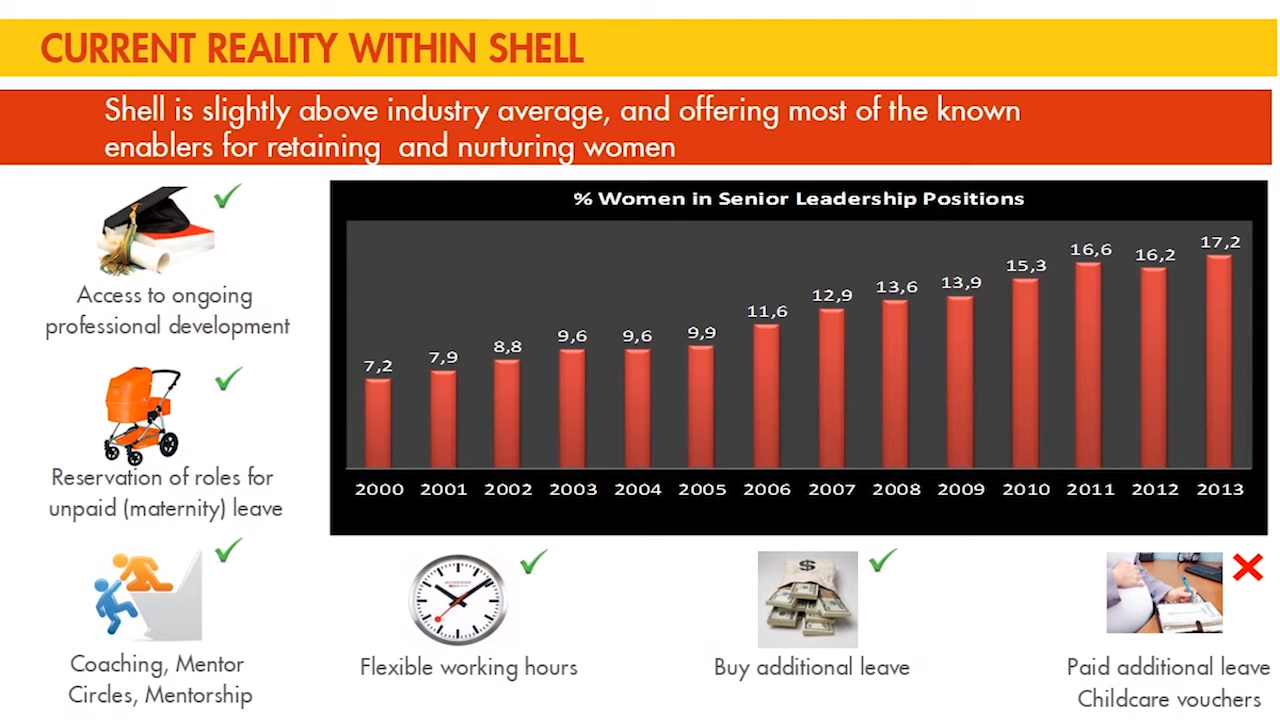 CURRENT REALITY WITHIN SHELL
Shell is slightly above industry average, and offering most of the known
enablers for retaining  and nurturing women
Access to ongoing
professional development
Reservation of roles for
unpaid (maternity) leave
Coaching, Mentor
Circles, Mentorship
% Women in Senior Leadership Positions
7,2 7,9 8,8 9,6 9,6 9,9 11,6 12,9 13,6 13,9 15,3 16,6 16,2 17,2
2000 2001 2002 2003 2004 2005 2006 2007 2008 2009 2010 2011 2012 2013
Flexible working hours
$
Buy additional leave
Paid additional leave
Childcare vouchers